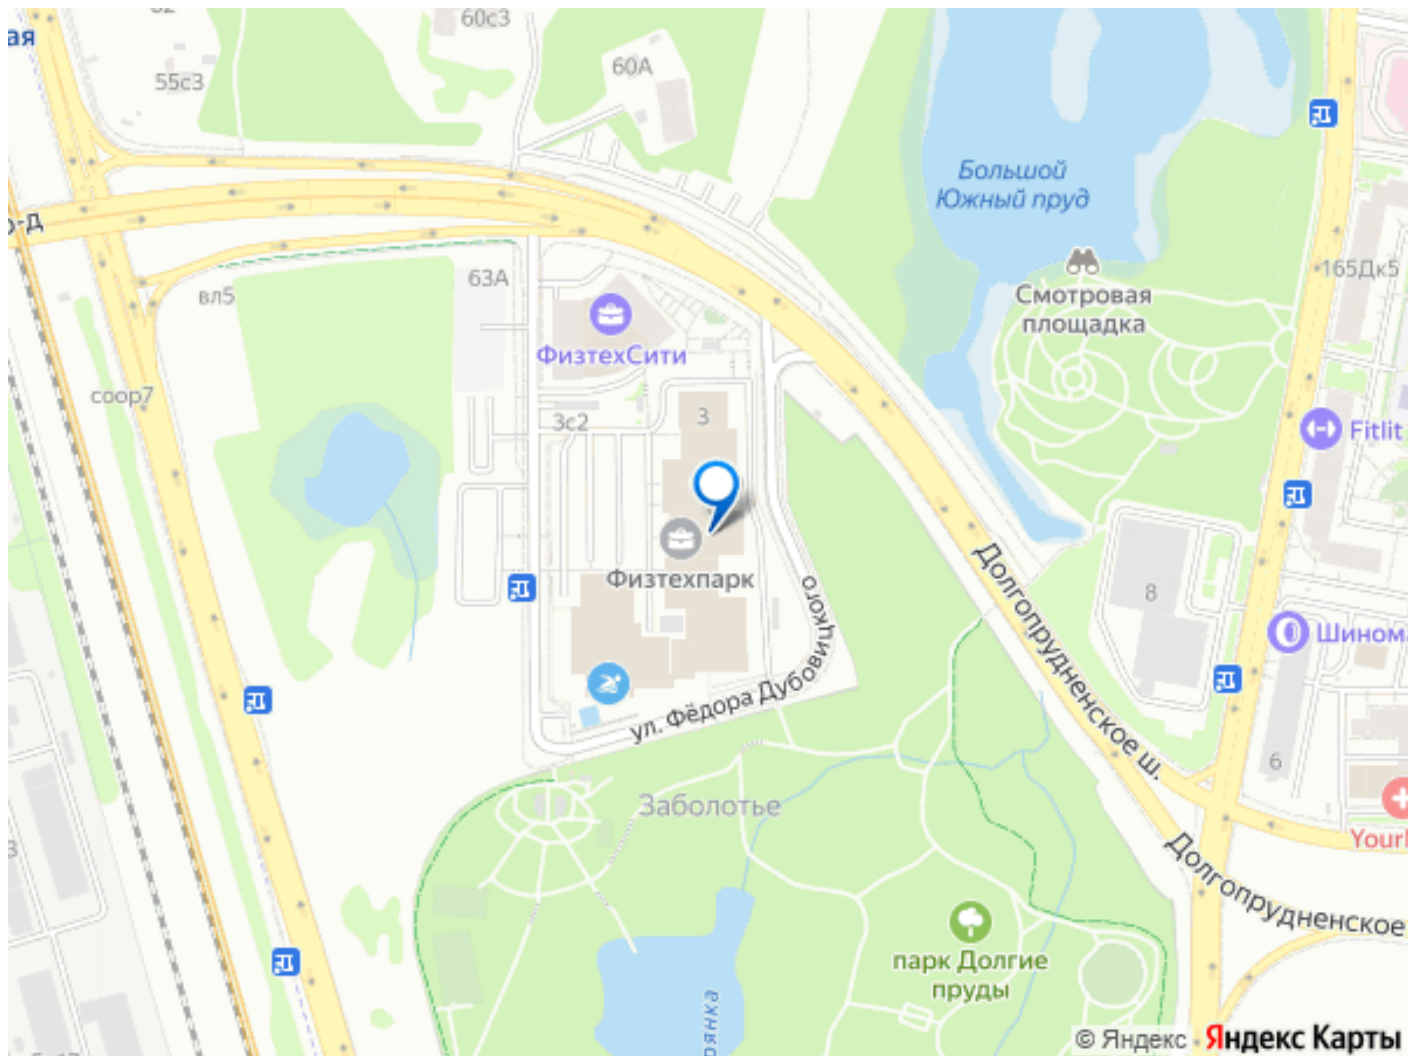 ая
60с3
60А
55с3
Большой
Южный пруд
р-д
Смотровая
площадка
165Дк5
63А
вл5
ФизтехСити
соор7
3с2
3
Fitlit
Физтехпарк
8
Шином
ул. Фёдора Дубовицкого
Долгопрудненское ш.
6
Заболотье
Your
Долгопрудненское
парк Долгие
пруды
© Яндекс Яндекс Карты